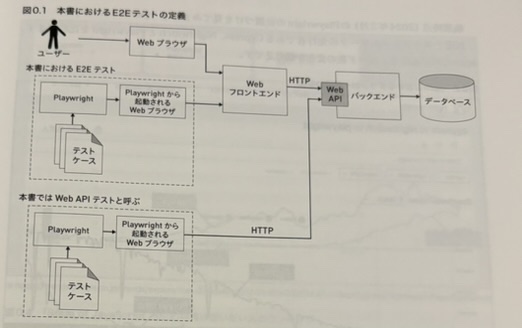 図0.1 本書におけるE2Eテストの定義
ユーザー
Web ブラウザ
本書における E2E テスト
Playwright
Playwright から
起動される
Web ブラウザ
テスト
ケース
Web
フロントエンド
HTTP
Web
API
バックエンド
データベース
本書では Web API テストと呼ぶ
Playwright
Playwright から
起動される
Web ブラウザ
HTTP
テスト
ケース